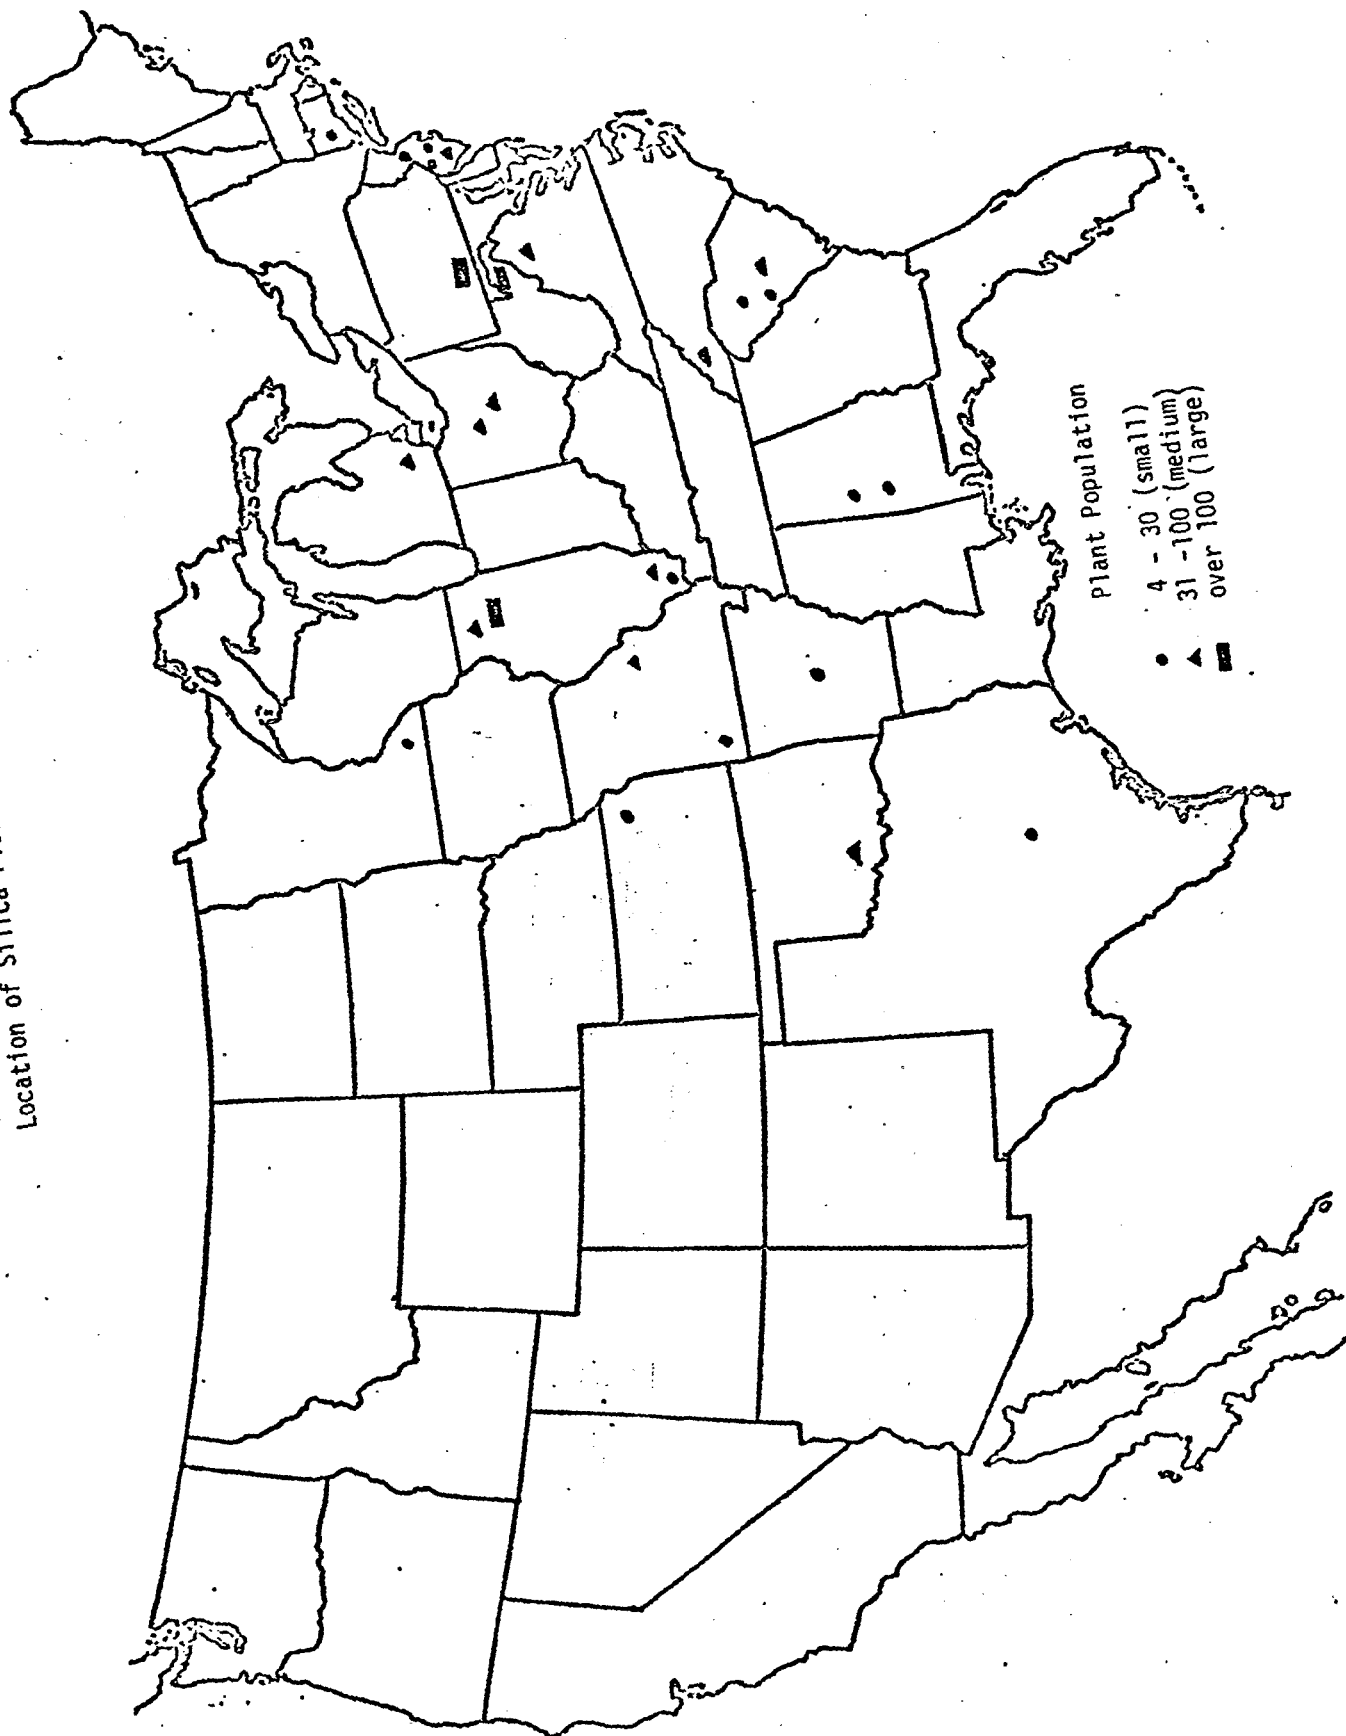 Location of Silica
Plant Population
4 - 30 (small)
31 -100 (medium)
over 100 (large)